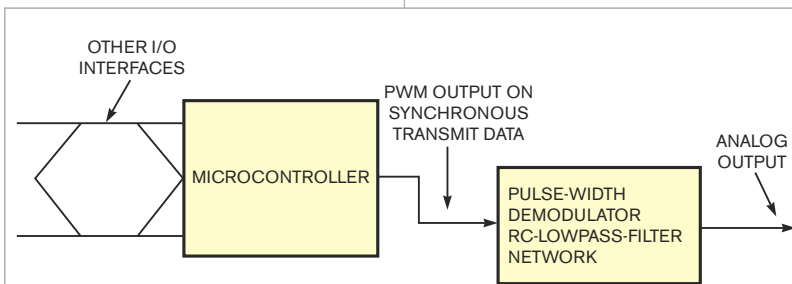 OTHER I/O
INTERFACES
MICROCONTROLLER
PWM OUTPUT ON
SYNCHRONOUS
TRANSMIT DATA
PULSE-WIDTH
DEMODULATOR
RC-LOWPASS-FILTER
NETWORK
ANALOG
OUTPUT